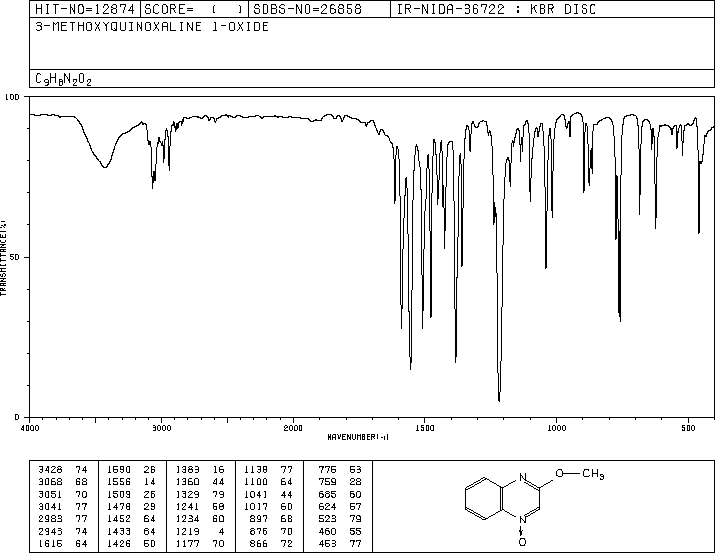 HIT-NO=12874 SCORE= ( ) SDBS-NO=26858 IR-NIDA-36722 : KBR DISC
3-METHOXYQUINOXALINE 1-OXIDE
C9H8N2O2
100
50
0
TRANSMITTANCE(%)
4000 3000 2000 1500 1000 500
WAVENUMBER(-1)
3428 74 1590 26 1383 16 1138 77 776 53
3068 68 1556 14 1360 44 1100 64 759 28
3051 70 1509 26 1329 79 1041 44 685 60
3041 77 1478 29 1241 68 1017 60 624 57
2983 77 1452 64 1234 60 897 68 523 79
2943 74 1433 64 1219 4 876 70 460 55
1615 64 1426 50 1177 70 866 72 453 77
N O CH3
N
O